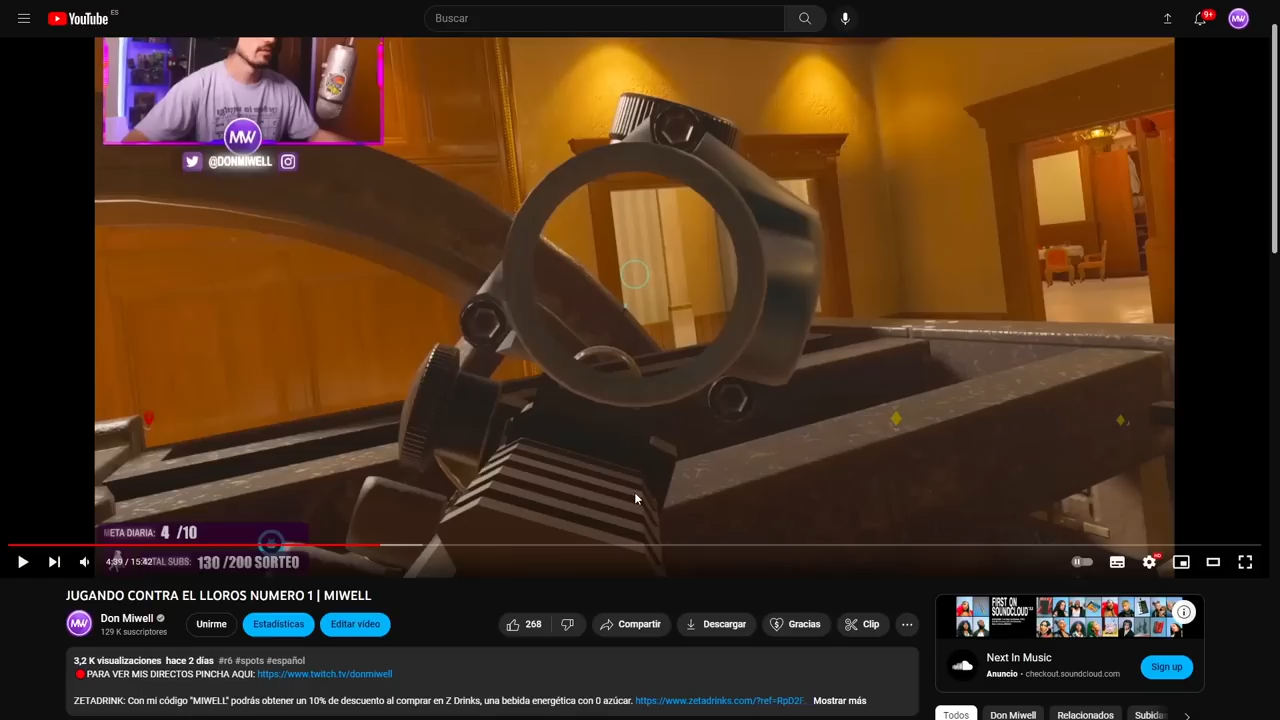 YouTube ES
Buscar
9+
MW
MW
@DONMIWELL
META DIARIA: 4 /10
TOTAL SUBS: 130 /200 SORTEO
4:39 / 15:42
HD
JUGANDO CONTRA EL LLOROS NUMERO 1 | MIWELL
MW
Don Miwell
129 K suscriptores
Unirme
Estadísticas
Editar vídeo
268
Compartir
Descargar
Gracias
Clip
3,2 K visualizaciones hace 2 días #r6 #spots #español
PARA VER MIS DIRECTOS PINCHA AQUI: https://www.twitch.tv/donmiwell
ZETADRINK: Con mi código "MIWELL" podrás obtener un 10% de descuento al comprar en Z Drinks, una bebida energética con 0 azúcar. https://www.zetadrinks.com/?ref=RpD2F... Mostrar más
FIRST ON
SOUNDCLOUD
Next In Music
Anuncio • checkout.soundcloud.com
Sign up
Todos
Don Miwell
Relacionados
Subida